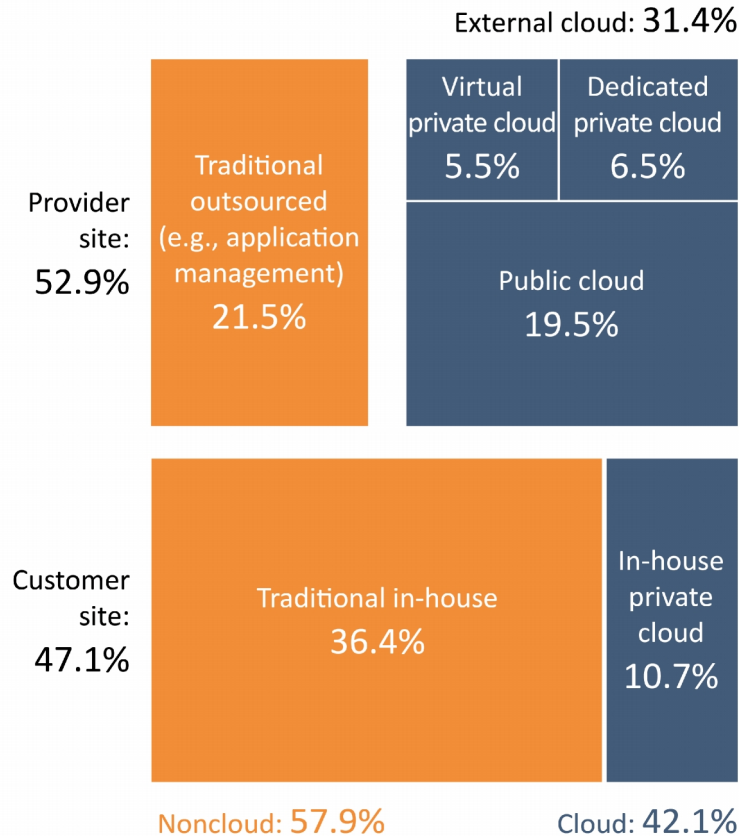 External cloud: 31.4%
Provider
site:
52.9%
Traditional
outsourced
(e.g., application
management)
21.5%
Virtual
private cloud
5.5%
Dedicated
private cloud
6.5%
Public cloud
19.5%
Customer
site:
47.1%
Traditional in-house
36.4%
In-house
private
cloud
10.7%
Noncloud: 57.9%
Cloud: 42.1%